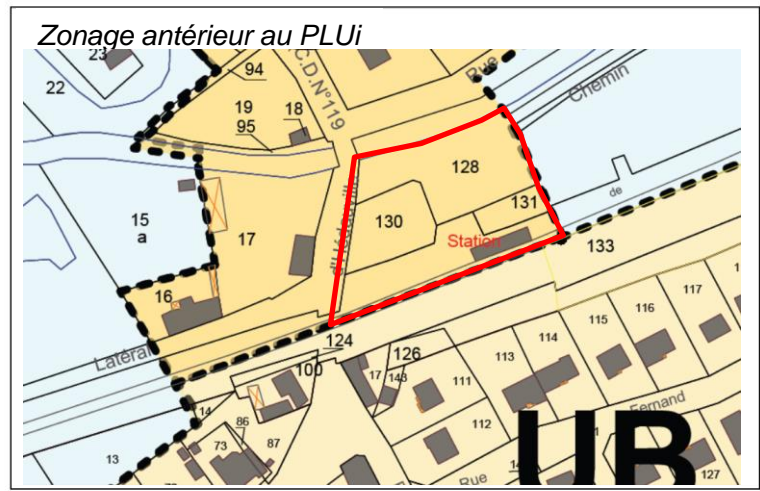 Zonage antérieur au PLUi
23
22
94
C.D.N°119
Rue
Chemin
19
18
95
128
15
a
17
130
131
de
Station
133
16
124
Latéral
100
126
17
143
111
112
113
114
115
116
117
14
86
87
73
13
Fernand
Rue
UB
127